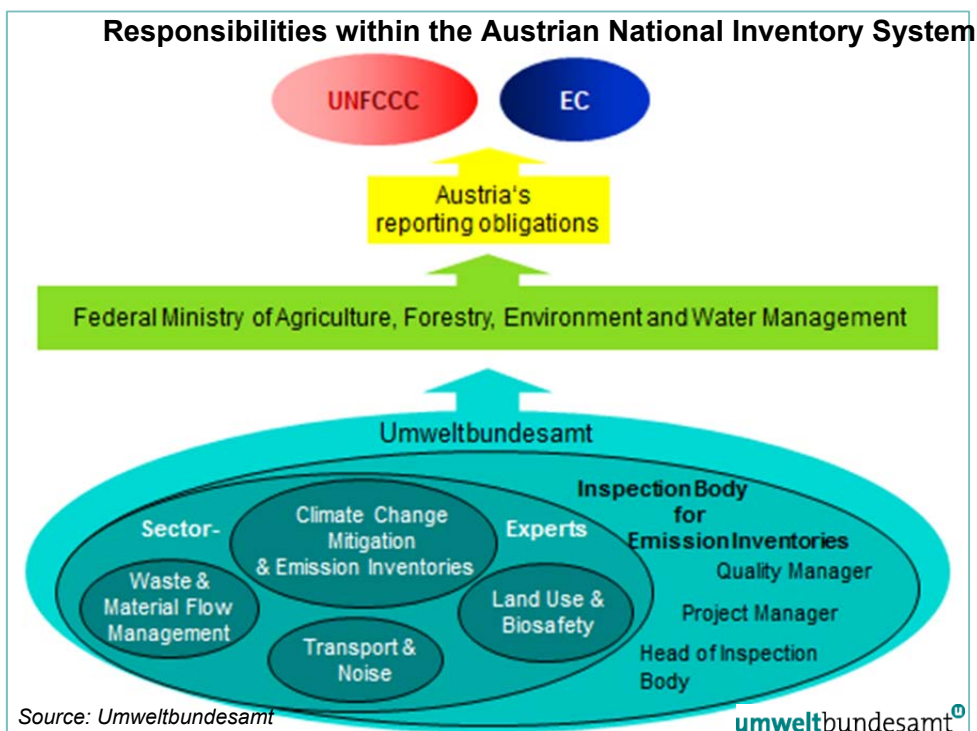 Responsibilities within the Austrian National Inventory System
UNFCCC
EC
Austria‘s
reporting obligations
Federal Ministry of Agriculture, Forestry, Environment and Water Management
Umweltbundesamt
Inspection Body
for
Emission Inventories
Quality Manager
Project Manager
Head of Inspection
Body
Sector-
Experts
Climate Change
Mitigation
& Emission Inventories
Waste &
Material Flow
Management
Land Use &
Biosafety
Transport &
Noise
Source: Umweltbundesamt
umweltbundesamt
u